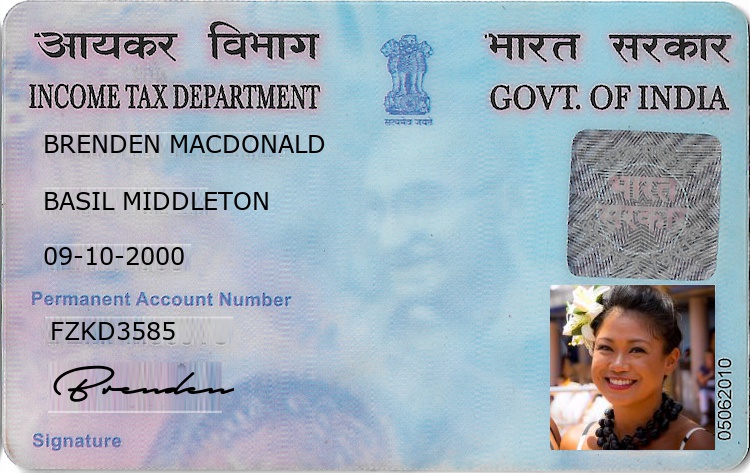 आयकर विभाग भारत सरकार
INCOME TAX DEPARTMENT GOVT. OF INDIA
सत्यमेव जयते
BRENDEN MACDONALD
BASIL MIDDLETON
भारत
सरकार
09-10-2000
Permanent Account Number
FZKD3585
Brenden
Signature
05062010